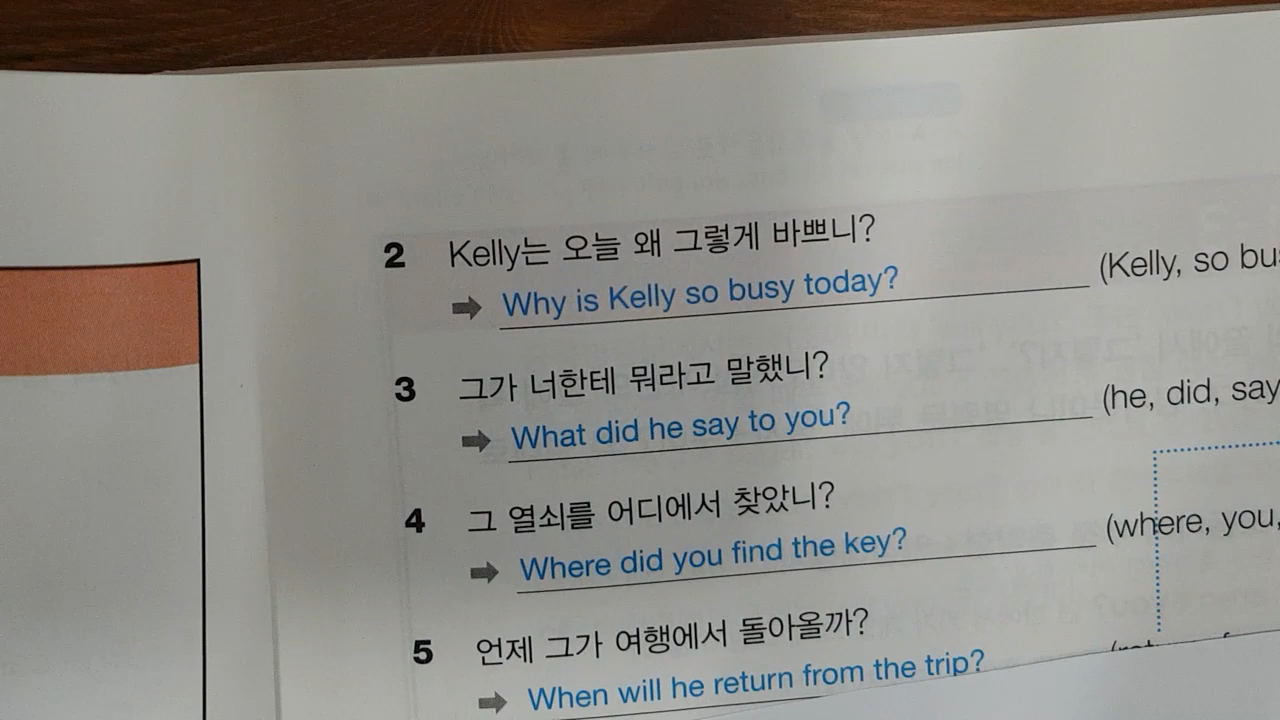 2 Kelly는 오늘 왜 그렇게 바쁘니?
➡ Why is Kelly so busy today? (Kelly, so
3 그가 너한테 뭐라고 말했니?
➡ What did he say to you? (he, did, say
4 그 열쇠를 어디에서 찾았니?
➡ Where did you find the key? (where, you,
5 언제 그가 여행에서 돌아올까?
➡ When will he return from the trip?